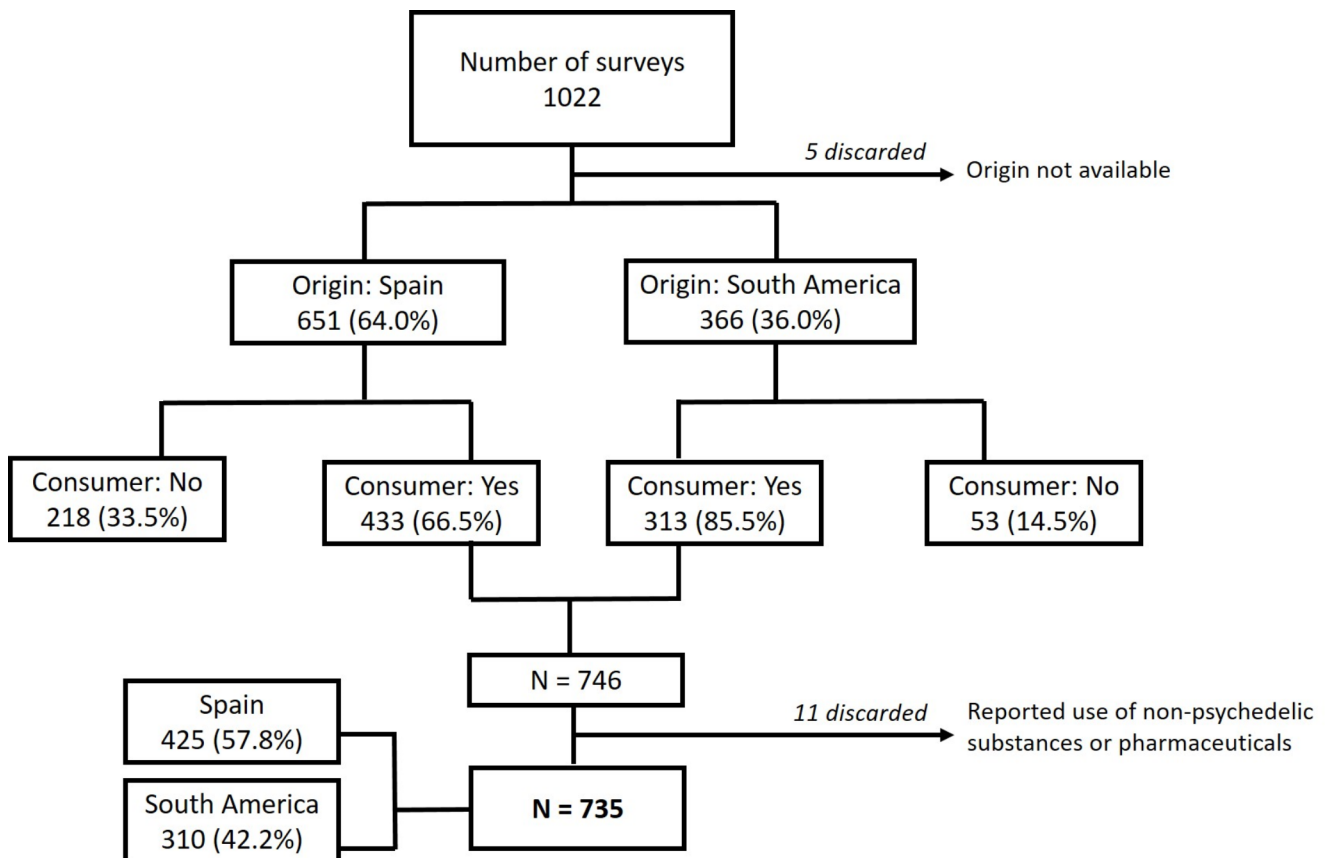 Number of surveys
1022
5 discarded
Origin not available
Origin: Spain
651 (64.0%)
Origin: South America
366 (36.0%)
Consumer: No
218 (33.5%)
Consumer: Yes
433 (66.5%)
Consumer: Yes
313 (85.5%)
Consumer: No
53 (14.5%)
N = 746
11 discarded
Reported use of non-psychedelic
substances or pharmaceuticals
Spain
425 (57.8%)
South America
310 (42.2%)
N = 735